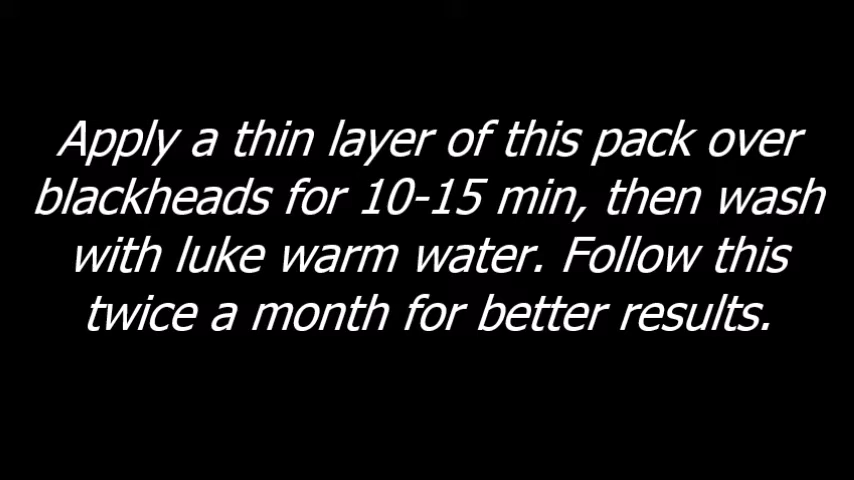 Apply a thin layer of this pack over
blackheads for 10-15 min, then wash
with luke warm water. Follow this
twice a month for better results.